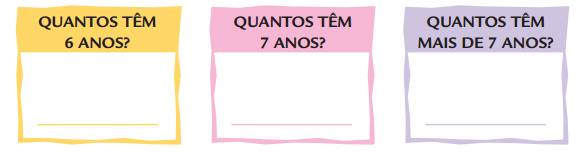 QUANTOS TÊM
6 ANOS?
QUANTOS TÊM
7 ANOS?
QUANTOS TÊM
MAIS DE 7 ANOS?